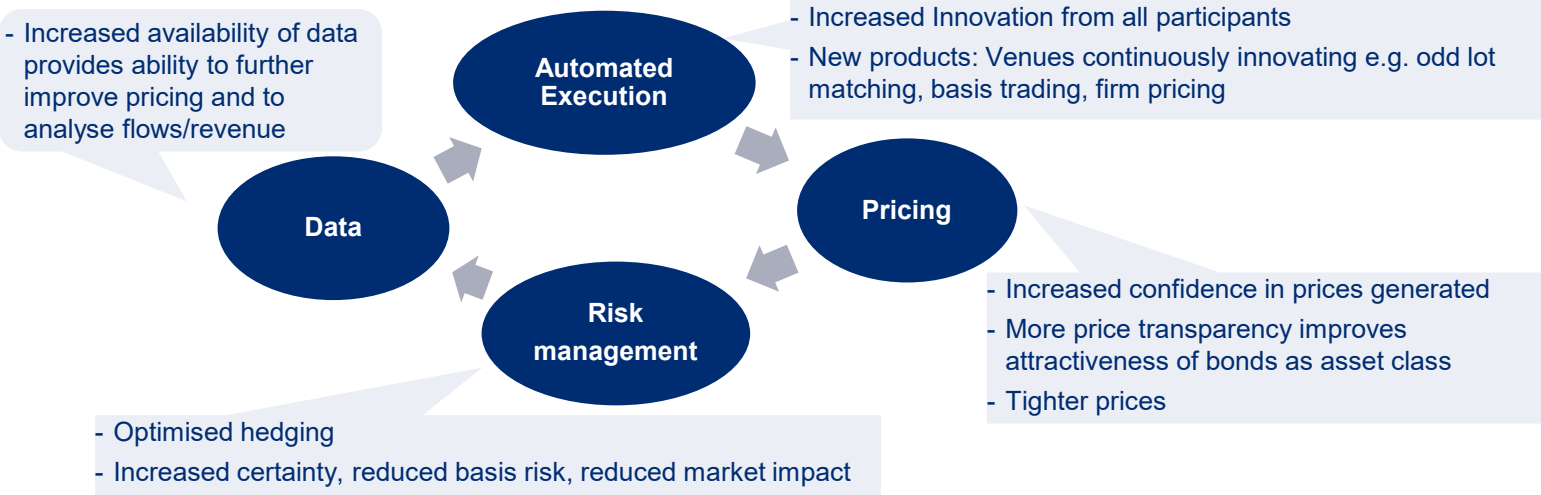 - Increased availability of data
provides ability to further
improve pricing and to
analyse flows/revenue
Automated
Execution
- Increased Innovation from all participants
- New products: Venues continuously innovating e.g. odd lot
matching, basis trading, firm pricing
Data
Pricing
Risk
management
- Increased confidence in prices generated
- More price transparency improves
attractiveness of bonds as asset class
- Tighter prices
- Optimised hedging
- Increased certainty, reduced basis risk, reduced market impact